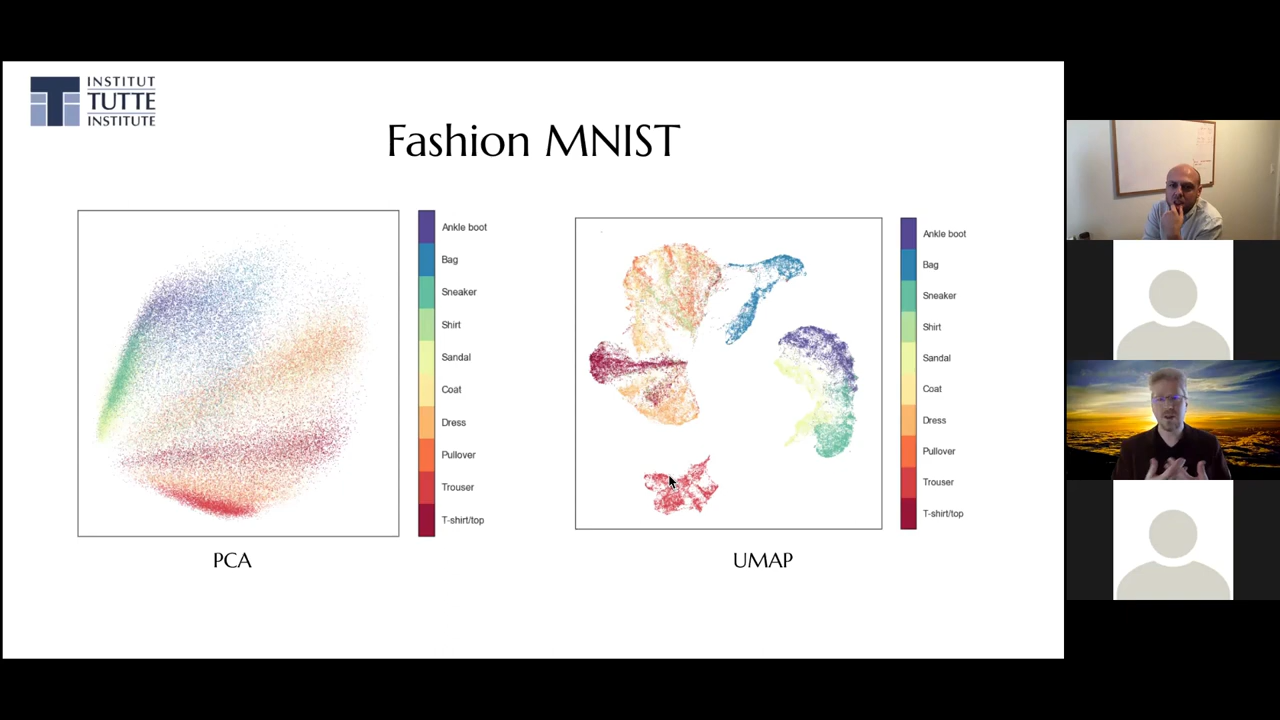 INSTITUT
TUTTE
INSTITUTE
Fashion MNIST
Ankle boot
Bag
Sneaker
Shirt
Sandal
Coat
Dress
Pullover
Trouser
T-shirt/top
PCA
Ankle boot
Bag
Sneaker
Shirt
Sandal
Coat
Dress
Pullover
Trouser
T-shirt/top
UMAP